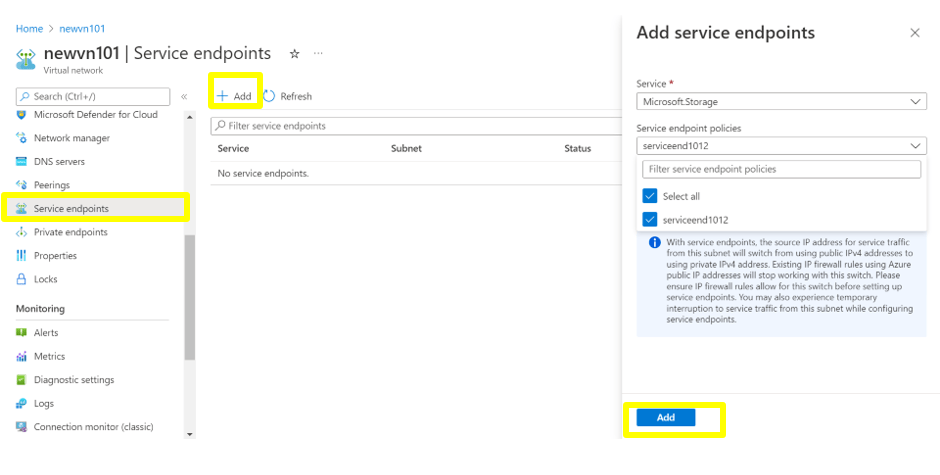 Home > newvn101
newvn101 | Service endpoints ☆ ...
Virtual network
Search (Ctrl+/) «
Microsoft Defender for Cloud
Network manager
DNS servers
Peerings
Service endpoints
Private endpoints
Properties
Locks
Monitoring
Alerts
Metrics
Diagnostic settings
Logs
Connection monitor (classic)
+ Add Refresh
Filter service endpoints
Service Subnet Status
No service endpoints.
Add service endpoints ×
Service *
Microsoft.Storage
Service endpoint policies
serviceend1012
Filter service endpoint policies
Select all
serviceend1012
With service endpoints, the source IP address for service traffic
from this subnet will switch from using public IPv4 addresses to
using private IPv4 address. Existing IP firewall rules using Azure
public IP addresses will stop working with this switch. Please
ensure IP firewall rules allow for this switch before setting up
service endpoints. You may also experience temporary
interruption to service traffic from this subnet while configuring
service endpoints.
Add